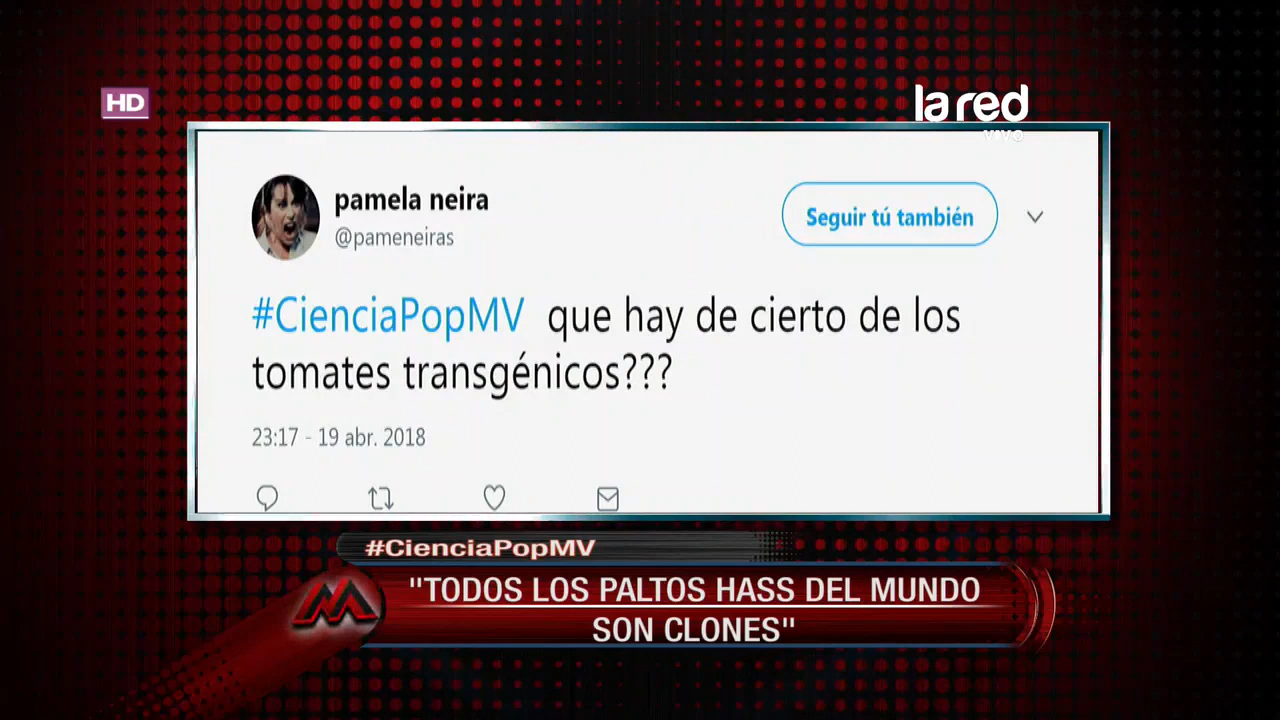 HD
la red
vivo
pamela neira
@pameneiras
Seguir tú también
#CienciaPopMV que hay de cierto de los
tomates transgénicos???
23:17 - 19 abr. 2018
#CienciaPopMV
"TODOS LOS PALTOS HASS DEL MUNDO
SON CLONES"